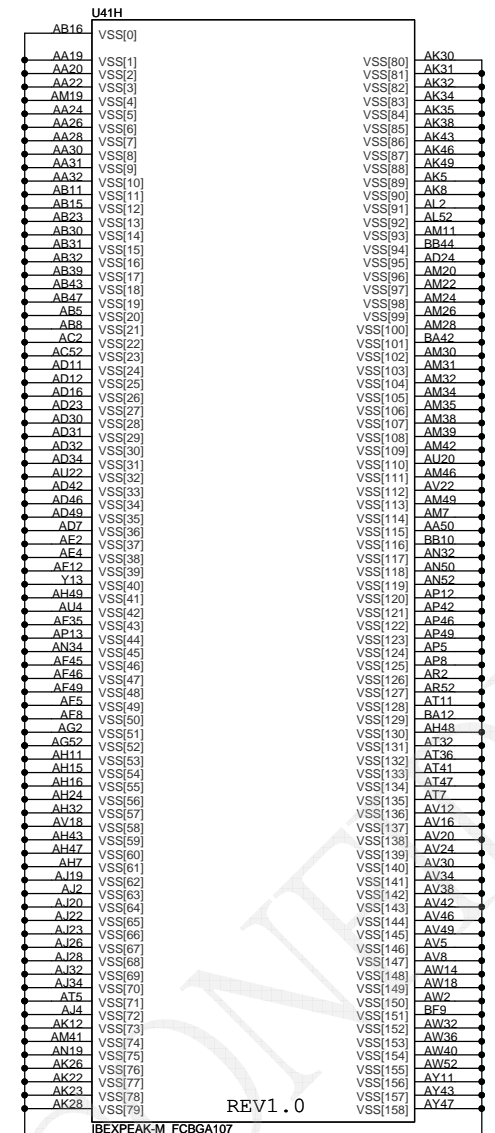 U41H
AB16 VSS[0]
AA19 VSS[1] VSS[80] AK30
AA20 VSS[2] VSS[81] AK31
AA22 VSS[3] VSS[82] AK32
AM19 VSS[4] VSS[83] AK34
AA24 VSS[5] VSS[84] AK35
AA26 VSS[6] VSS[85] AK38
AA28 VSS[7] VSS[86] AK43
AA30 VSS[8] VSS[87] AK46
AA31 VSS[9] VSS[88] AK49
AA32 VSS[10] VSS[89] AK5
AB11 VSS[11] VSS[90] AK8
AB15 VSS[12] VSS[91] AL2
AB23 VSS[13] VSS[92] AL52
AB30 VSS[14] VSS[93] AM11
AB31 VSS[15] VSS[94] BB44
AB32 VSS[16] VSS[95] AD24
AB39 VSS[17] VSS[96] AM20
AB43 VSS[18] VSS[97] AM22
AB47 VSS[19] VSS[98] AM24
AB5 VSS[20] VSS[99] AM26
AB8 VSS[21] VSS[100] AM28
AC2 VSS[22] VSS[101] BA42
AC52 VSS[23] VSS[102] AM30
AD11 VSS[24] VSS[103] AM31
AD12 VSS[25] VSS[104] AM32
AD16 VSS[26] VSS[105] AM34
AD23 VSS[27] VSS[106] AM35
AD30 VSS[28] VSS[107] AM38
AD31 VSS[29] VSS[108] AM39
AD32 VSS[30] VSS[109] AM42
AD34 VSS[31] VSS[110] AU20
AU22 VSS[32] VSS[111] AM46
AD42 VSS[33] VSS[112] AV22
AD46 VSS[34] VSS[113] AM49
AD49 VSS[35] VSS[114] AM7
AD7 VSS[36] VSS[115] AA50
AE2 VSS[37] VSS[116] BB10
AE4 VSS[38] VSS[117] AN32
AF12 VSS[39] VSS[118] AN50
Y13 VSS[40] VSS[119] AN52
AH49 VSS[41] VSS[120] AP12
AU4 VSS[42] VSS[121] AP42
AF35 VSS[43] VSS[122] AP46
AP13 VSS[44] VSS[123] AP49
AN34 VSS[45] VSS[124] AP5
AF45 VSS[46] VSS[125] AP8
AF46 VSS[47] VSS[126] AR2
AF49 VSS[48] VSS[127] AR52
AF5 VSS[49] VSS[128] AT11
AF8 VSS[50] VSS[129] BA12
AG2 VSS[51] VSS[130] AH48
AG52 VSS[52] VSS[131] AT32
AH11 VSS[53] VSS[132] AT36
AH15 VSS[54] VSS[133] AT41
AH16 VSS[55] VSS[134] AT47
AH24 VSS[56] VSS[135] AT7
AH32 VSS[57] VSS[136] AV12
AV18 VSS[58] VSS[137] AV16
AH43 VSS[59] VSS[138] AV20
AH47 VSS[60] VSS[139] AV24
AH7 VSS[61] VSS[140] AV30
AJ19 VSS[62] VSS[141] AV34
AJ2 VSS[63] VSS[142] AV38
AJ20 VSS[64] VSS[143] AV42
AJ22 VSS[65] VSS[144] AV46
AJ23 VSS[66] VSS[145] AV49
AJ26 VSS[67] VSS[146] AV5
AJ28 VSS[68] VSS[147] AV8
AJ32 VSS[69] VSS[148] AW14
AJ34 VSS[70] VSS[149] AW18
AT5 VSS[71] VSS[150] AW2
AJ4 VSS[72] VSS[151] BF9
AK12 VSS[73] VSS[152] AW32
AM41 VSS[74] VSS[153] AW36
AN19 VSS[75] VSS[154] AW40
AK26 VSS[76] VSS[155] AW52
AK22 VSS[77] VSS[156] AY11
AK23 VSS[78] VSS[157] AY43
AK28 VSS[79] VSS[158] AY47
REV1.0
IBEXPEAK-M_FCBGA107